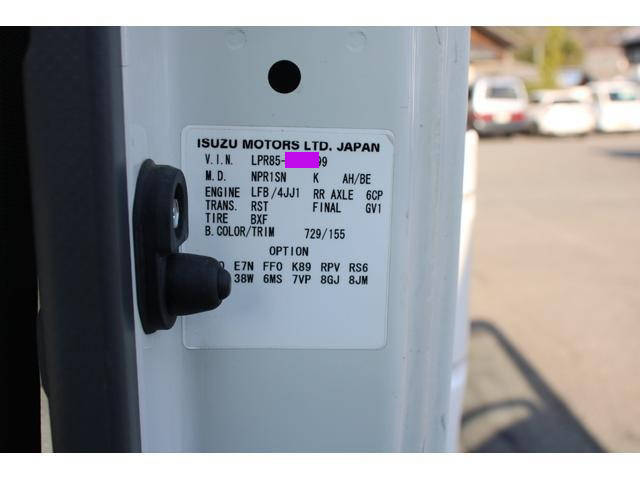 ISUZU MOTORS LTD. JAPAN
V.I.N. LPR85- 99
M.D. NPR1SN K AH/BE
ENGINE LFB/4JJ1 RR AXLE 6CP
TRANS. RST FINAL GV1
TIRE BXF
B.COLOR/TRIM 729/155
OPTION
E7N FFO K89 RPV RS6
38W 6MS 7VP 8GJ 8JM